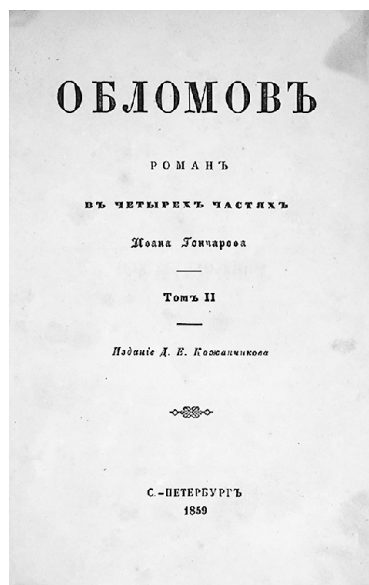 ОБЛОМОВЪ
РОМАНЪ
ВЪ ЧЕТЫРЕХЪ ЧАСТЯХЪ
Ивана Гончарова
Томъ II
Изданіе Д. Е. Кожанчикова
С.-ПЕТЕРБУРГЪ
1859